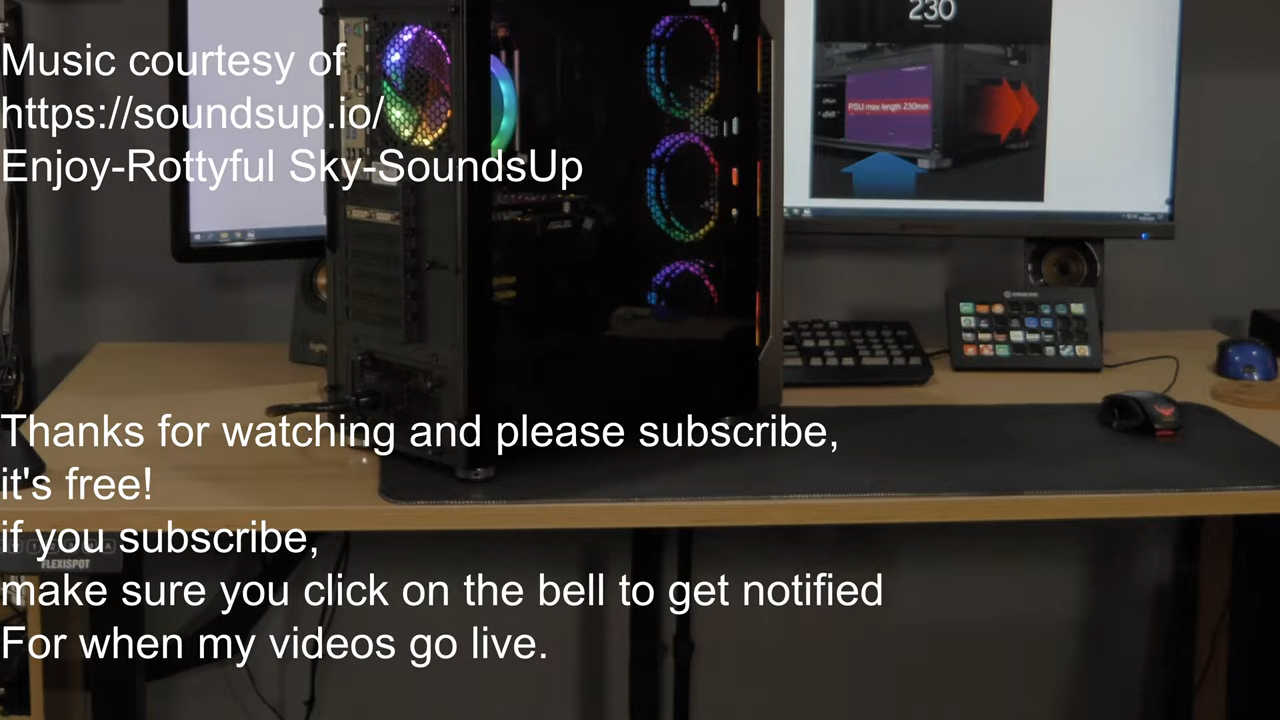 230
PSU max length 230mm
Music courtesy of
https://soundsup.io/
Enjoy-Rottyful Sky-SoundsUp
ASUS
Thanks for watching and please subscribe,
it's free!
if you subscribe,
FLEXISPOT
make sure you click on the bell to get notified
For when my videos go live.